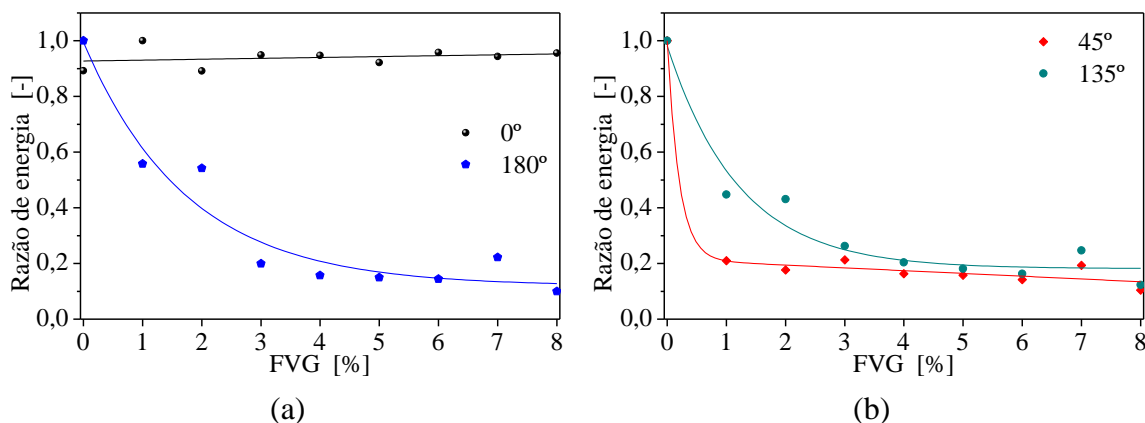 1,0
0,8
0,6
0,4
0,2
0,0
Razão de energia [-]
0º
180º
0 1 2 3 4 5 6 7 8
FVG [%]
(a)
1,0
0,8
0,6
0,4
0,2
0,0
Razão de energia [-]
45º
135º
0 1 2 3 4 5 6 7 8
FVG [%]
(b)